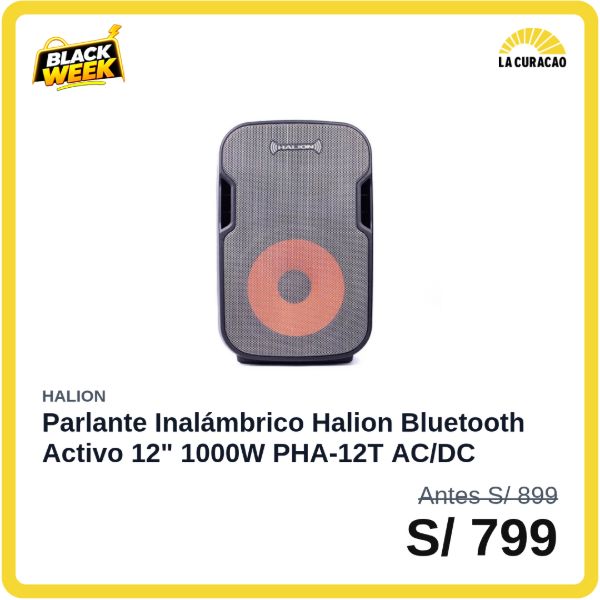 BLACK
WEEK
LA CURACAO
HALION
HALION
Parlante Inalámbrico Halion Bluetooth
Activo 12" 1000W PHA-12T AC/DC
Antes S/ 899
S/ 799